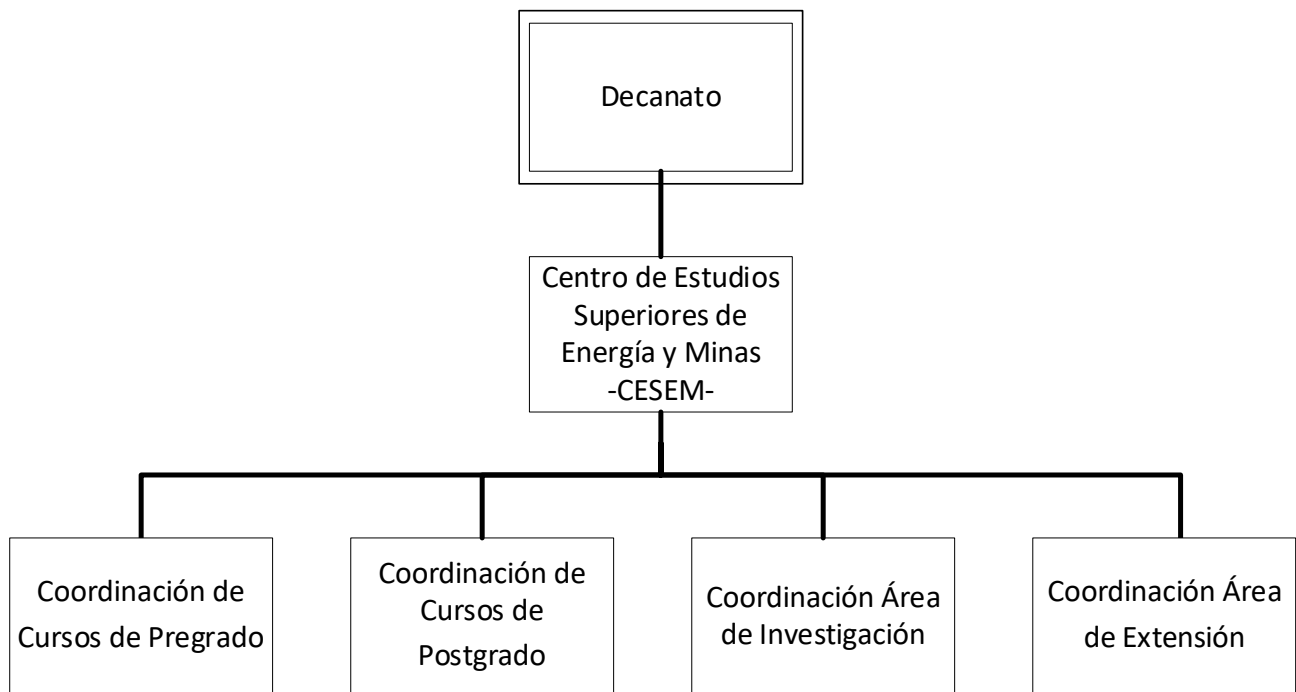 Decanato
Centro de Estudios
Superiores de
Energía y Minas
-CESEM-
Coordinación de
Cursos de Pregrado
Coordinación de
Cursos de
Postgrado
Coordinación Área
de Investigación
Coordinación Área
de Extensión